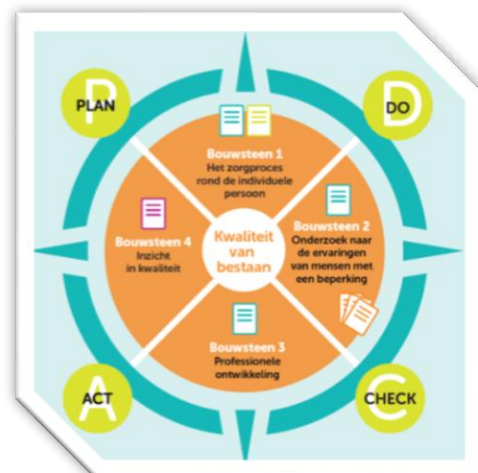 P
PLAN
D
DO
Bouwsteen 1
Het zorgproces
rond de individuele
persoon
Bouwsteen 2
Onderzoek naar
de ervaringen
van mensen met
een beperking
Kwaliteit
van
bestaan
Bouwsteen 4
Inzicht
in kwaliteit
Bouwsteen 3
Professionele
ontwikkeling
A
ACT
C
CHECK